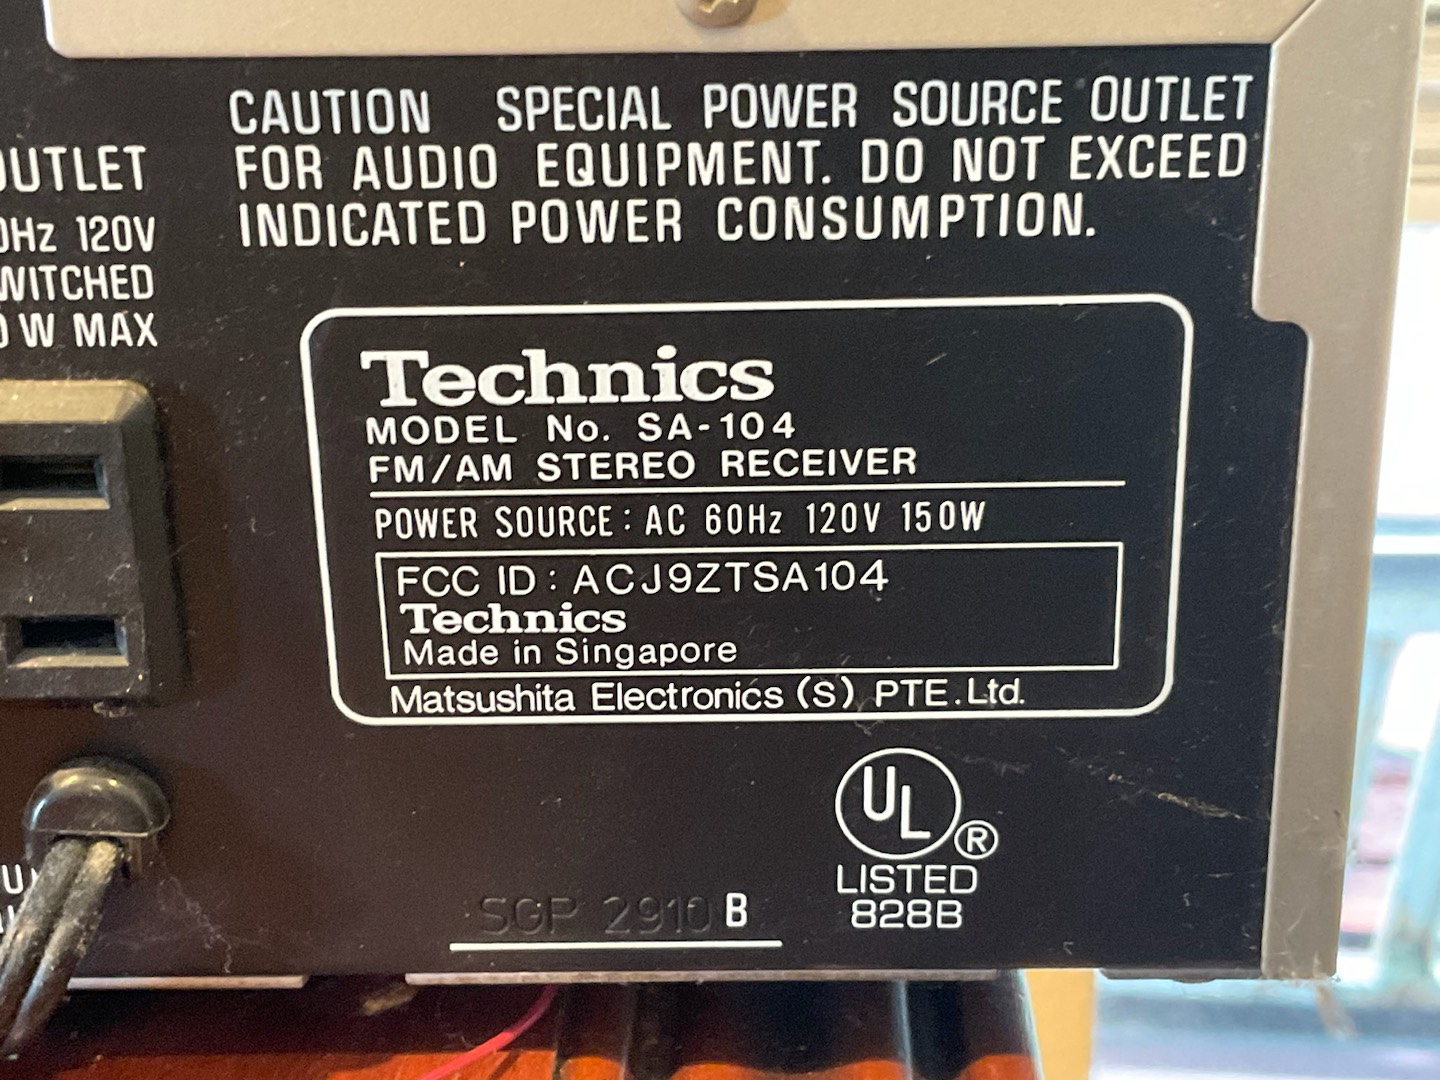 CAUTION SPECIAL POWER SOURCE OUTLET
FOR AUDIO EQUIPMENT. DO NOT EXCEED
INDICATED POWER CONSUMPTION.
OUTLET
0Hz 120V
WITCHED
0 W MAX
Technics
MODEL No. SA-104
FM/AM STEREO RECEIVER
POWER SOURCE: AC 60Hz 120V 150W
FCC ID: ACJ9ZTSA104
Technics
Made in Singapore
Matsushita Electronics (S) PTE.Ltd.
UL®
LISTED
828B
SGP 2910 B